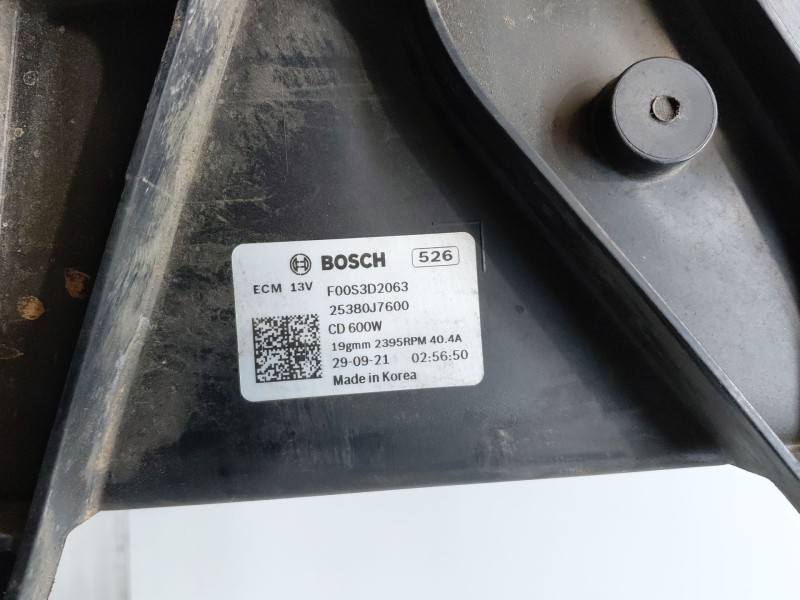 BOSCH 526
ECM 13V F00S3D2063
25380J7600
CD 600W
19gmm 2395RPM 40.4A
29-09-21 02:56:50
Made in Korea